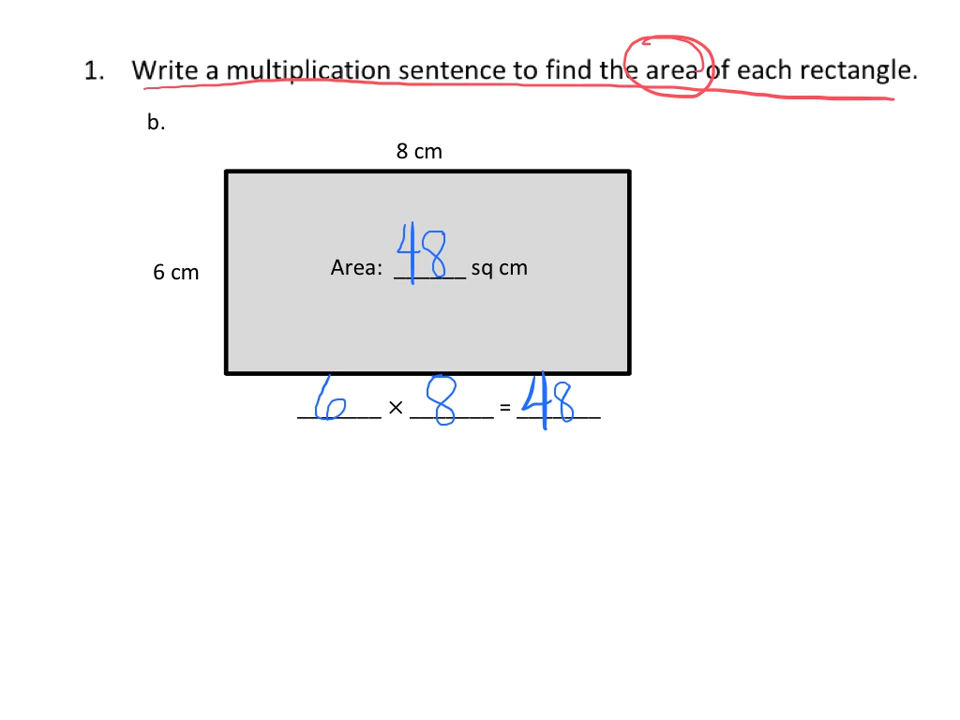 1. Write a multiplication sentence to find the area of each rectangle.
b.
8 cm
6 cm
Area: 48 sq cm
6 × 8 = 48